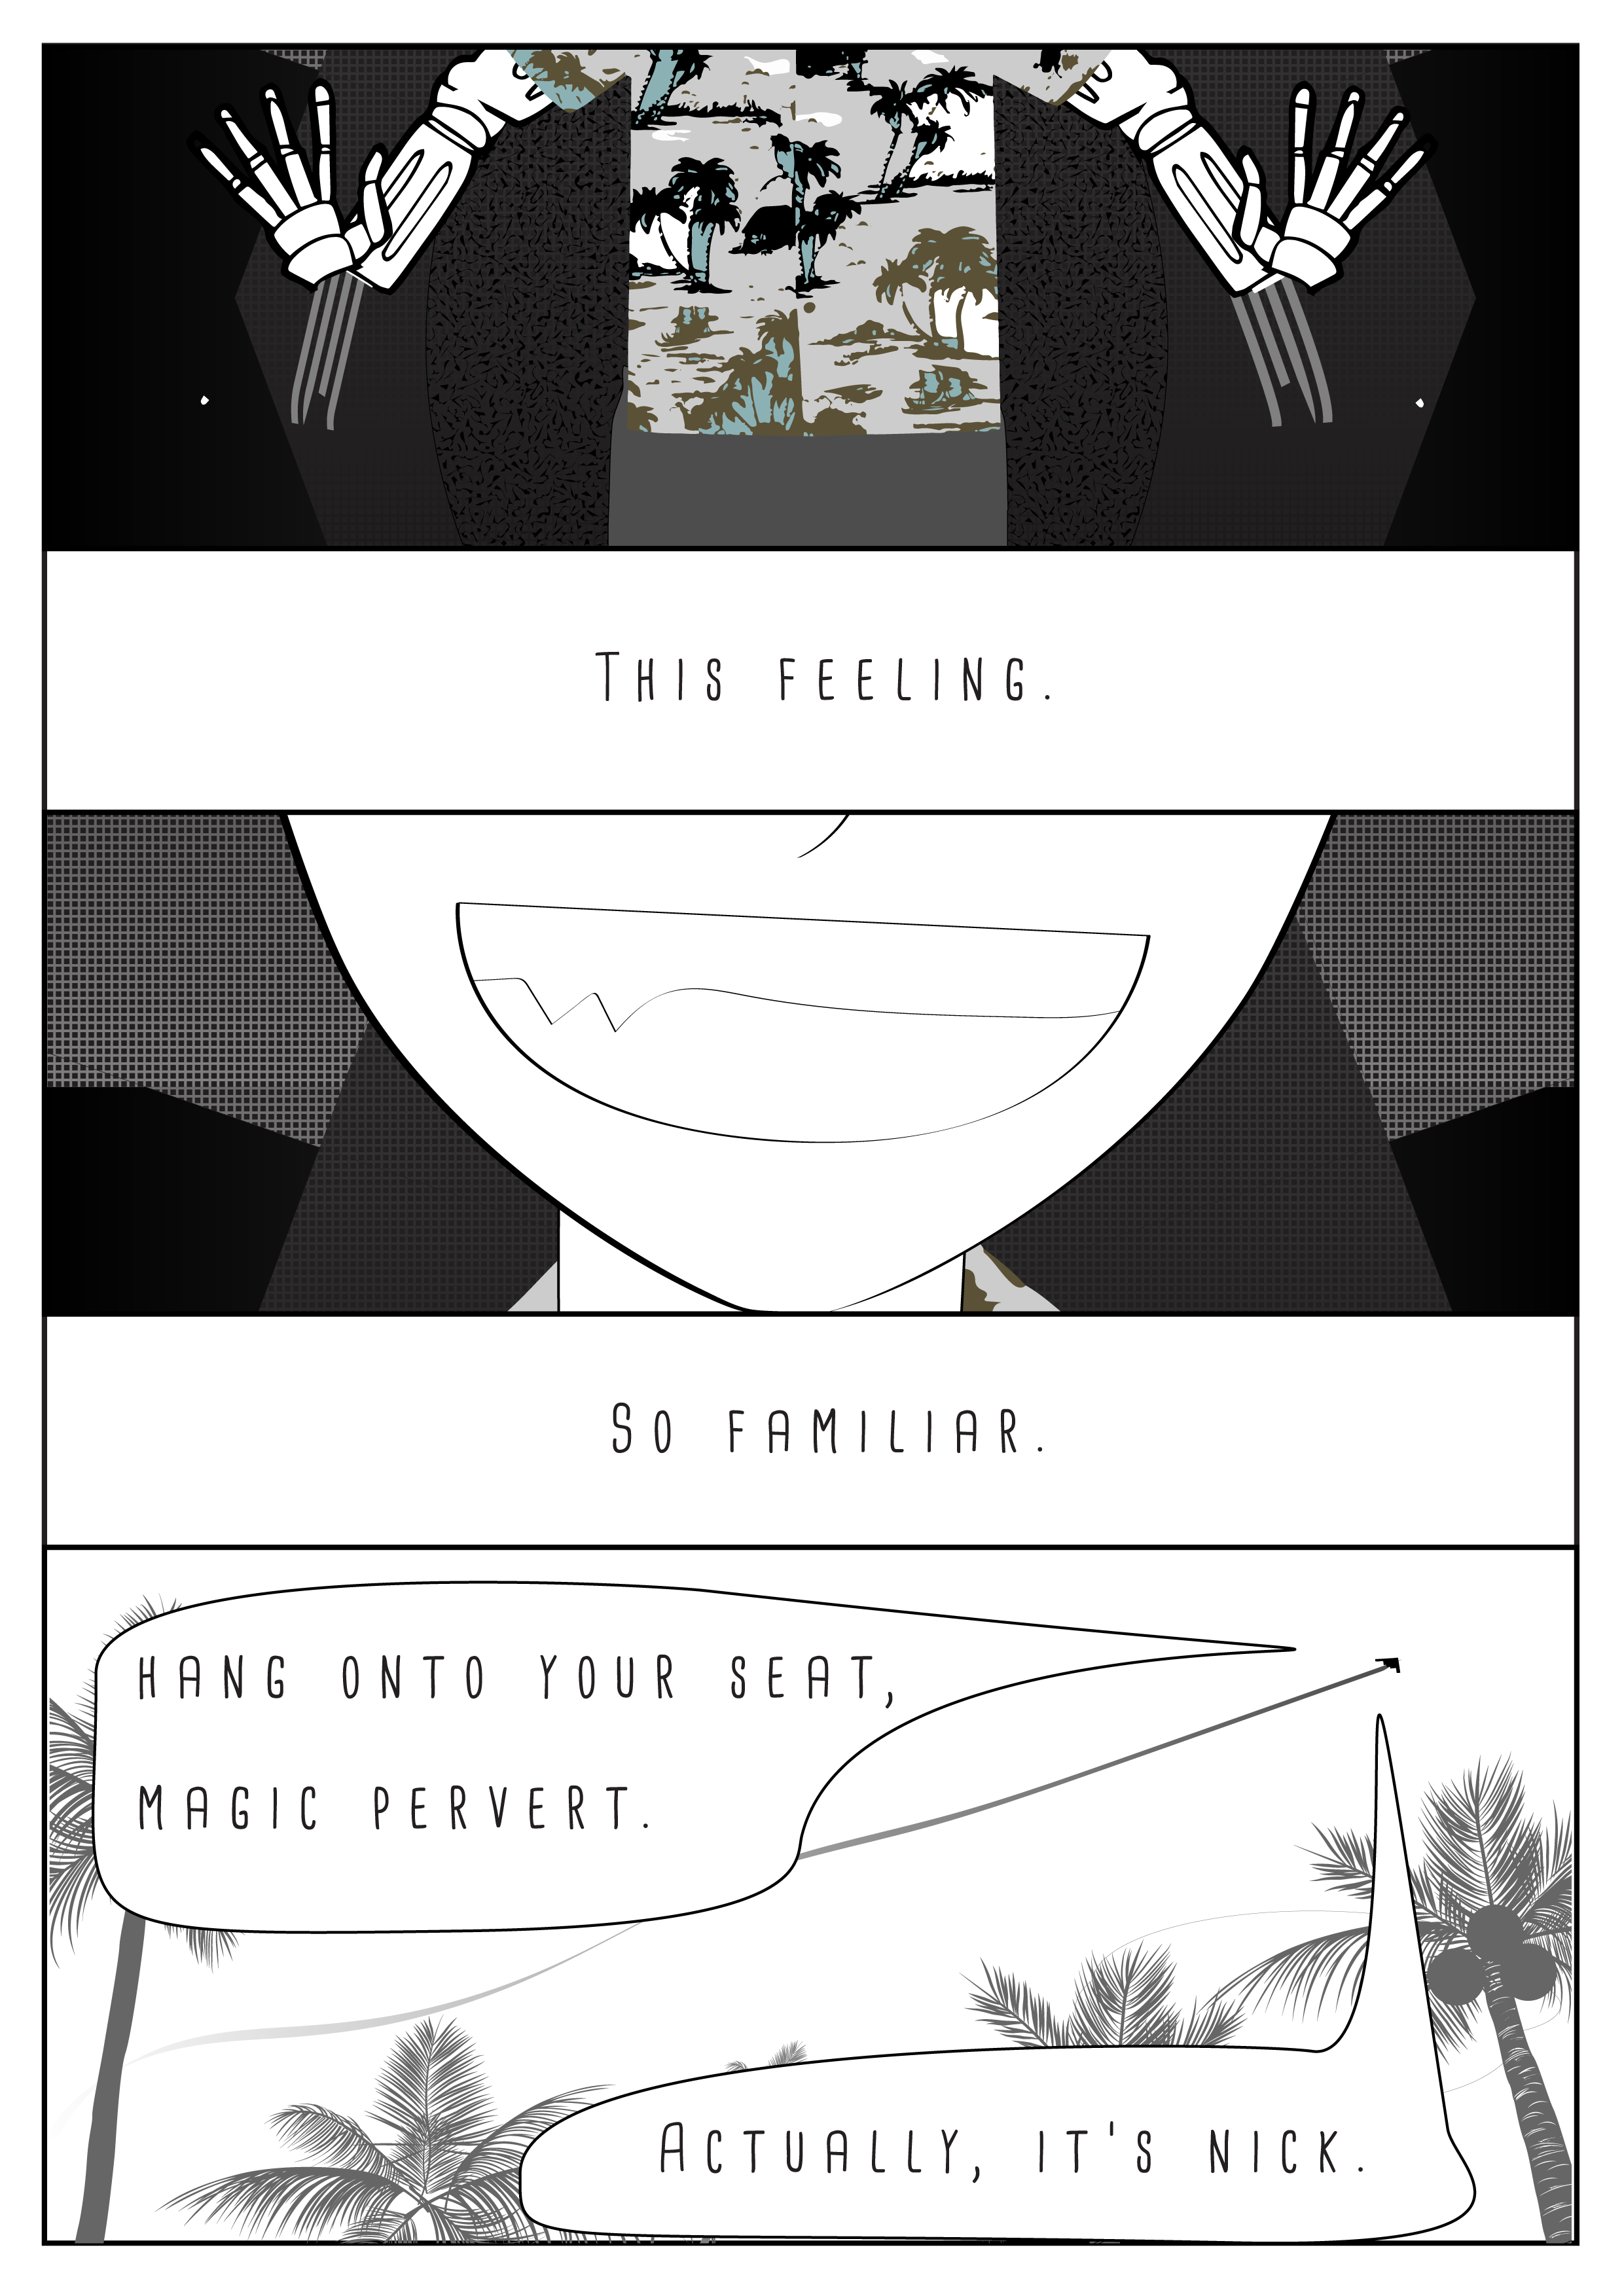 This feeling.
So familiar.
Hang onto your seat,
magic pervert.
Actually, it's nick.